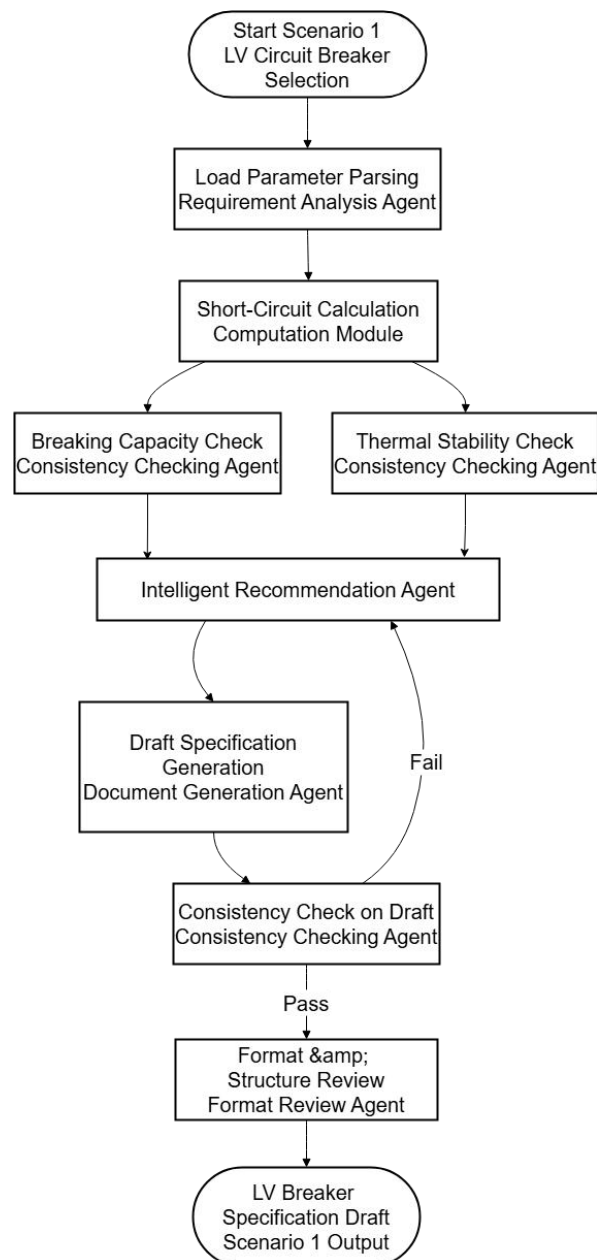 Start Scenario 1
LV Circuit Breaker
Selection
Load Parameter Parsing
Requirement Analysis Agent
Short-Circuit Calculation
Computation Module
Breaking Capacity Check
Consistency Checking Agent
Thermal Stability Check
Consistency Checking Agent
Intelligent Recommendation Agent
Draft Specification
Generation
Document Generation Agent
Fail
Consistency Check on Draft
Consistency Checking Agent
Pass
Format &amp;amp;
Structure Review
Format Review Agent
LV Breaker
Specification Draft
Scenario 1 Output